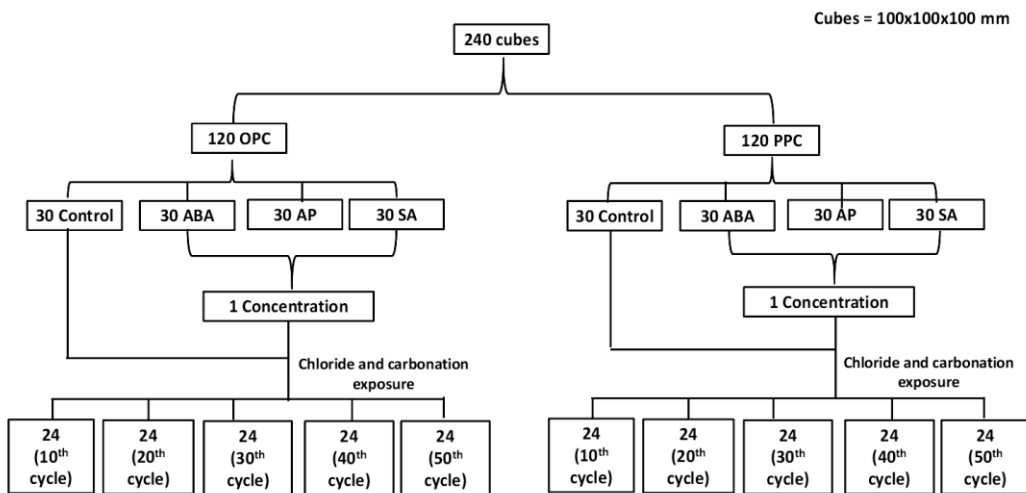 Cubes = 100x100x100 mm
240 cubes
120 OPC
120 PPC
30 Control
30 ABA
30 AP
30 SA
30 Control
30 ABA
30 AP
30 SA
1 Concentration
1 Concentration
Chloride and carbonation
exposure
Chloride and carbonation
exposure
24
(10th
cycle)
24
(20th
cycle)
24
(30th
cycle)
24
(40th
cycle)
24
(50th
cycle)
24
(10th
cycle)
24
(20th
cycle)
24
(30th
cycle)
24
(40th
cycle)
24
(50th
cycle)